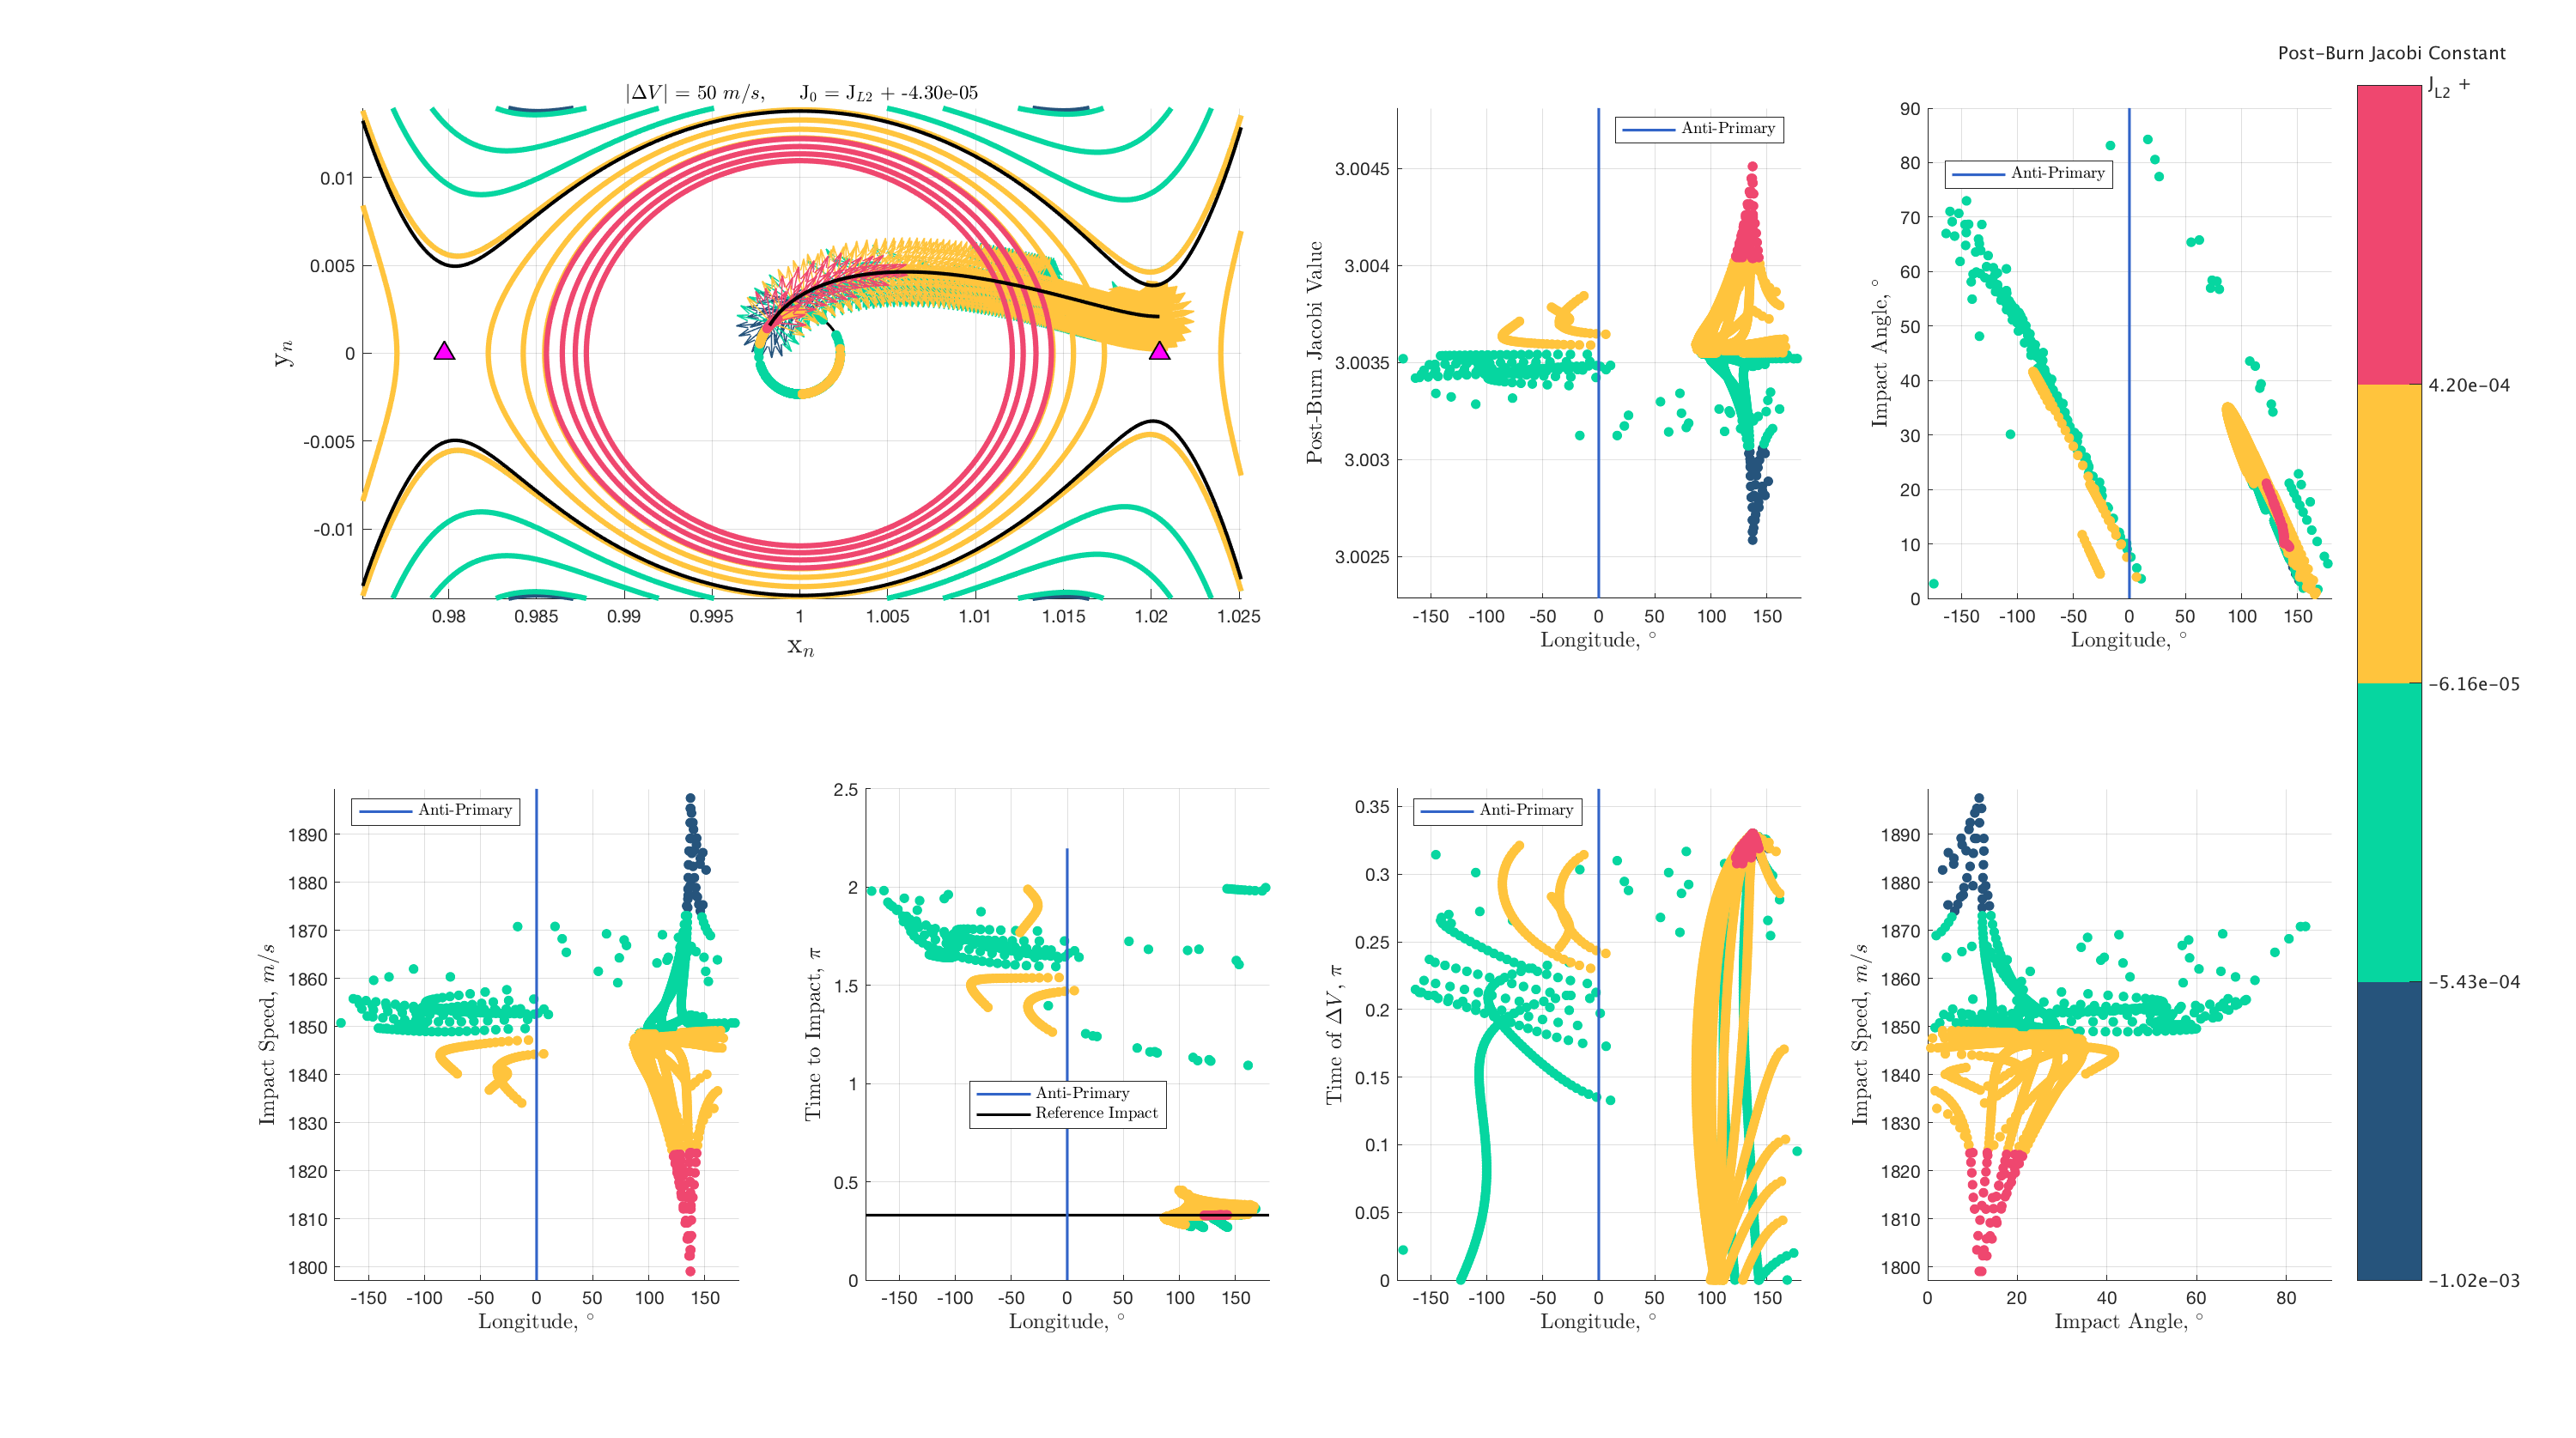 |ΔV| = 50 m/s, J₀ = J_L2 + -4.30e-05
0.01
0.005
0
-0.005
-0.01
yₙ
0.98 0.985 0.99 0.995 1 1.005 1.01 1.015 1.02 1.025
xₙ
Anti-Primary
3.0045
3.004
3.0035
3.003
3.0025
Post-Burn Jacobi Value
-150 -100 -50 0 50 100 150
Longitude, °
Anti-Primary
90
80
70
60
50
40
30
20
10
0
Impact Angle, °
-150 -100 -50 0 50 100 150
Longitude, °
Post-Burn Jacobi Constant
J_L2 +
4.20e-04
-6.16e-05
-5.43e-04
-1.02e-03
Anti-Primary
1890
1880
1870
1860
1850
1840
1830
1820
1810
1800
Impact Speed, m/s
-150 -100 -50 0 50 100 150
Longitude, °
2.5
2
1.5
1
0.5
0
Time to Impact, π
Anti-Primary
Reference Impact
-150 -100 -50 0 50 100 150
Longitude, °
Anti-Primary
0.35
0.3
0.25
0.2
0.15
0.1
0.05
0
Time of ΔV, π
-150 -100 -50 0 50 100 150
Longitude, °
1890
1880
1870
1860
1850
1840
1830
1820
1810
1800
Impact Speed, m/s
0 20 40 60 80
Impact Angle, °